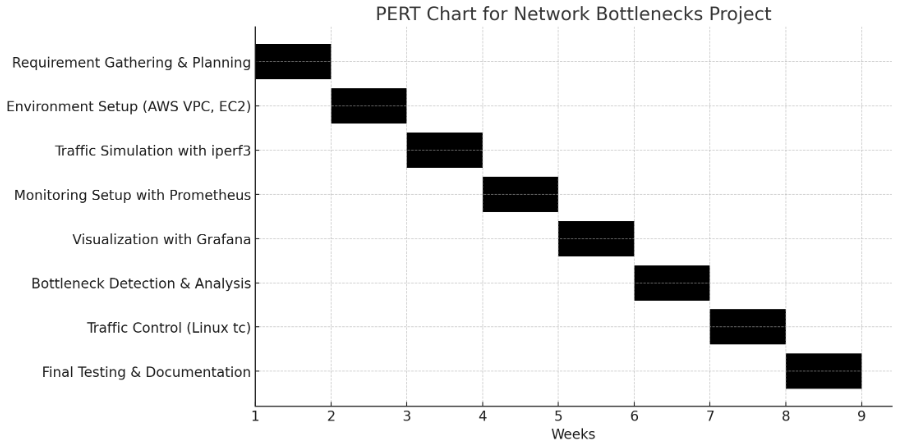 PERT Chart for Network Bottlenecks Project
Requirement Gathering & Planning
Environment Setup (AWS VPC, EC2)
Traffic Simulation with iperf3
Monitoring Setup with Prometheus
Visualization with Grafana
Bottleneck Detection & Analysis
Traffic Control (Linux tc)
Final Testing & Documentation
1 2 3 4 5 6 7 8 9
Weeks